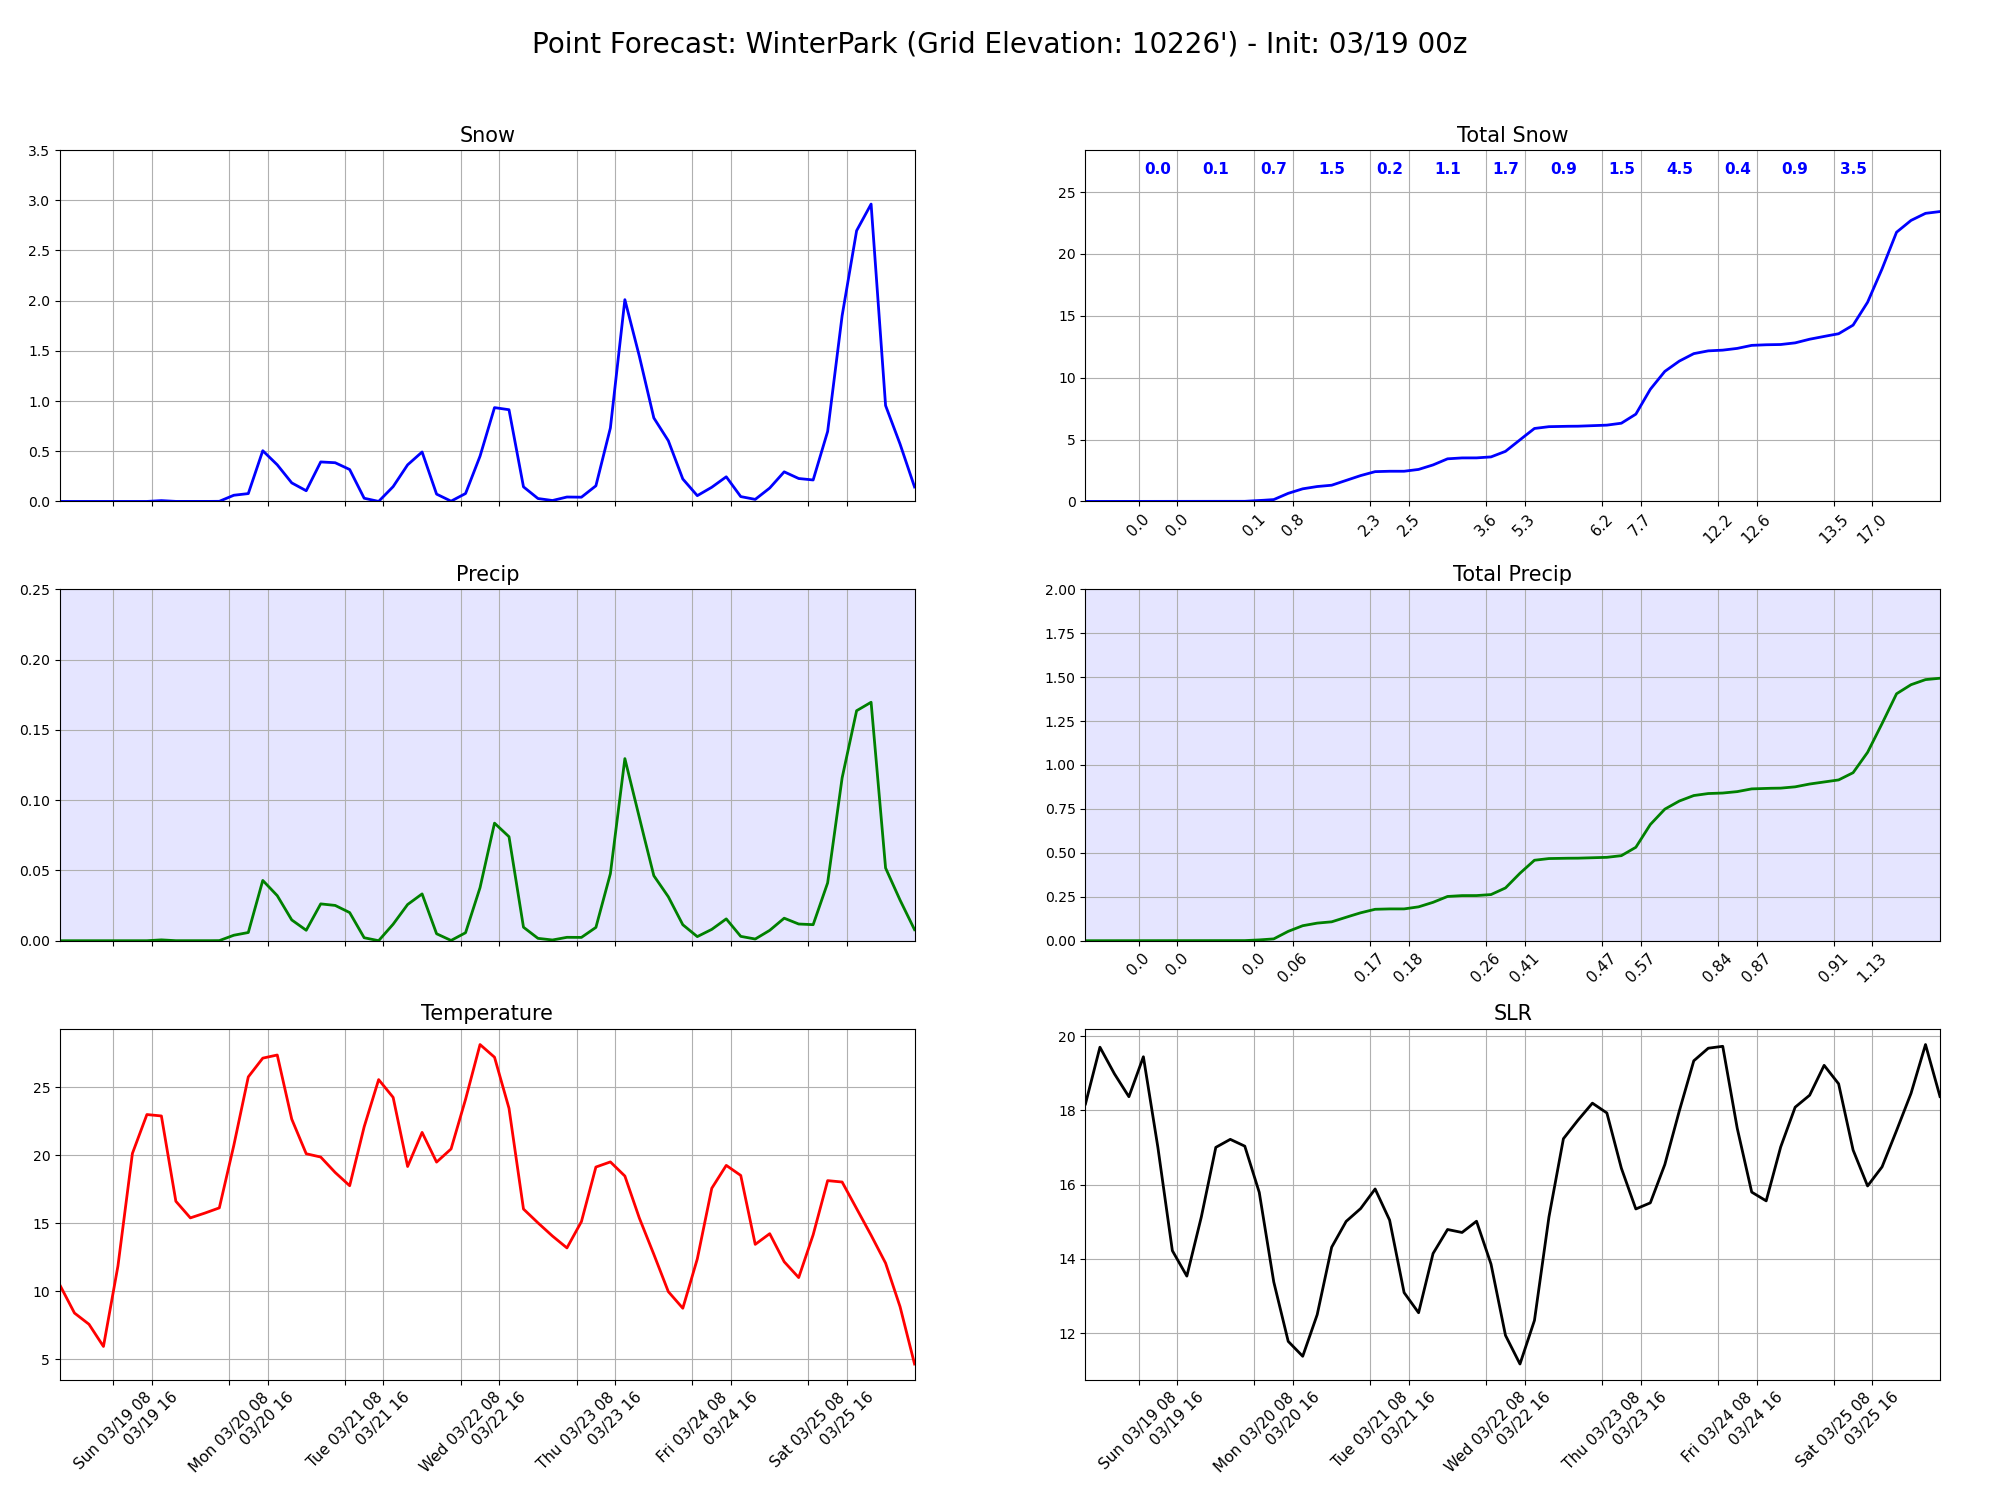 Point Forecast: WinterPark (Grid Elevation: 10226') - Init: 03/19 00z
Snow
3.5
3.0
2.5
2.0
1.5
1.0
0.5
0.0
Total Snow
0.0 0.1 0.7 1.5 0.2 1.1 1.7 0.9 1.5 4.5 0.4 0.9 3.5
25
20
15
10
5
0
0.0 0.0 0.1 0.8 2.3 2.5 3.6 5.3 6.2 7.7 12.2 12.6 13.5 17.0
Precip
0.25
0.20
0.15
0.10
0.05
0.00
Total Precip
2.00
1.75
1.50
1.25
1.00
0.75
0.50
0.25
0.00
0.0 0.0 0.0 0.06 0.17 0.18 0.26 0.41 0.47 0.57 0.84 0.87 0.91 1.13
Temperature
25
20
15
10
5
Sun 03/19 08
03/19 16
Mon 03/20 08
03/20 16
Tue 03/21 08
03/21 16
Wed 03/22 08
03/22 16
Thu 03/23 08
03/23 16
Fri 03/24 08
03/24 16
Sat 03/25 08
03/25 16
SLR
20
18
16
14
12
Sun 03/19 08
03/19 16
Mon 03/20 08
03/20 16
Tue 03/21 08
03/21 16
Wed 03/22 08
03/22 16
Thu 03/23 08
03/23 16
Fri 03/24 08
03/24 16
Sat 03/25 08
03/25 16